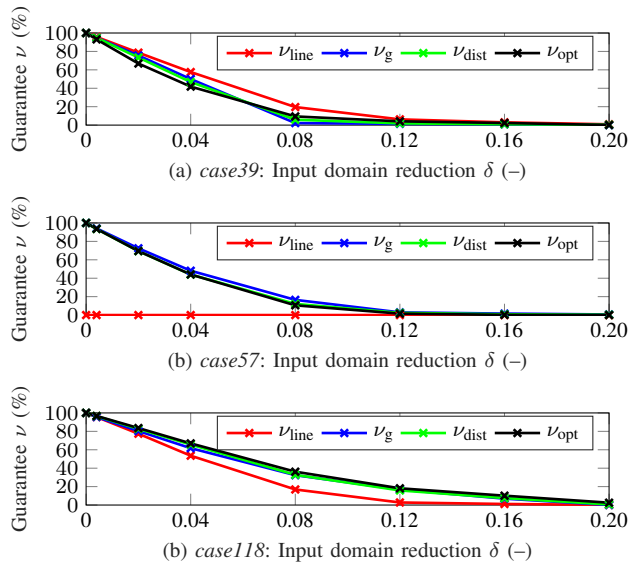 Guarantee ν (%)
100
80
60
40
20
0
ν_line ν_g ν_dist ν_opt
0 0.04 0.08 0.12 0.16 0.20
(a) case39: Input domain reduction δ (–)
Guarantee ν (%)
100
80
60
40
20
0
ν_line ν_g ν_dist ν_opt
0 0.04 0.08 0.12 0.16 0.20
(b) case57: Input domain reduction δ (–)
Guarantee ν (%)
100
80
60
40
20
0
ν_line ν_g ν_dist ν_opt
0 0.04 0.08 0.12 0.16 0.20
(b) case118: Input domain reduction δ (–)